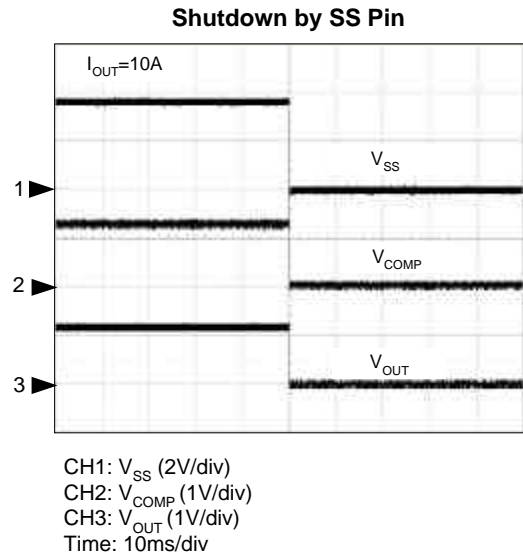 Shutdown by SS Pin
I_OUT=10A
V_SS
1
V_COMP
2
V_OUT
3
CH1: V_SS (2V/div)
CH2: V_COMP (1V/div)
CH3: V_OUT (1V/div)
Time: 10ms/div